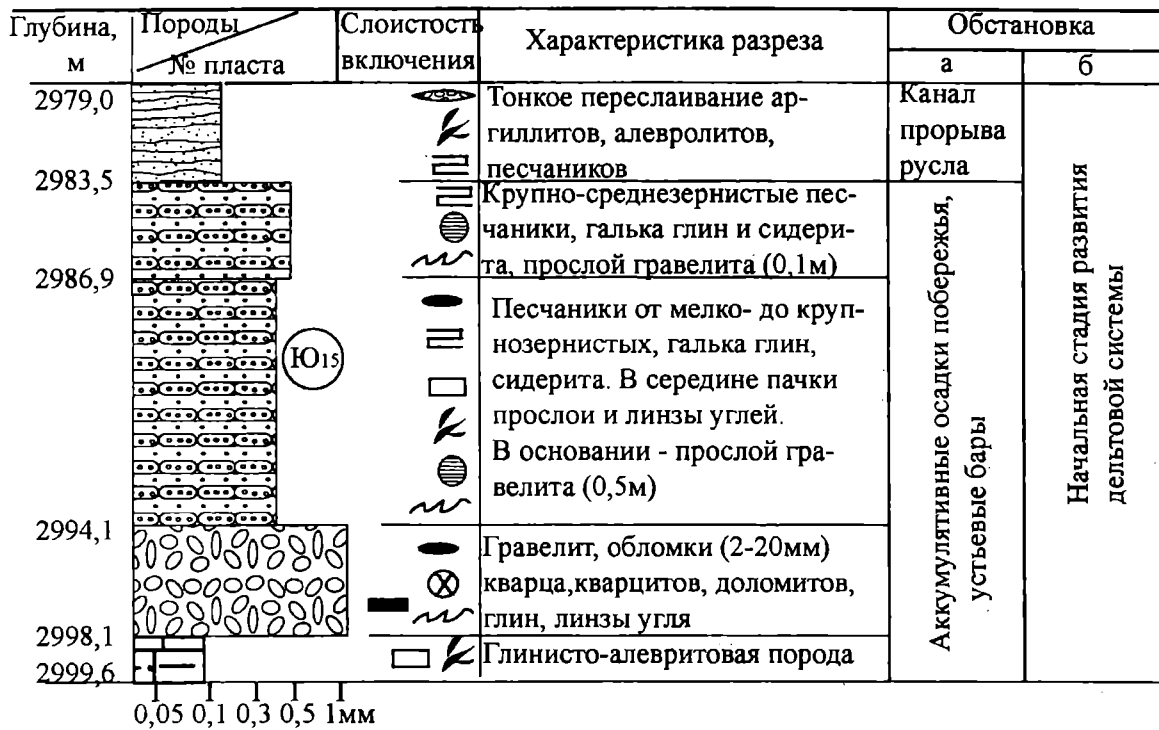 Глубина, м
Породы
№ пласта
Слоистость
включения
Характеристика разреза
Обстановка
а
б
2979,0
Тонкое переслаивание ар-
гиллитов, алевролитов,
песчаников
Канал
прорыва
русла
2983,5
Крупно-среднезернистые пес-
чаники, галька глин и сидери-
та, прослой гравелита (0,1м)
2986,9
Песчаники от мелко- до круп-
нозернистых, галька глин,
сидерита. В середине пачки
прослои и линзы углей.
В основании - прослой гра-
велита (0,5м)
Ю15
2994,1
Гравелит, обломки (2-20мм)
кварца,кварцитов, доломитов,
глин, линзы угля
2998,1
Глинисто-алевритовая порода
2999,6
Аккумулятивные осадки побережья,
устьевые бары
Начальная стадия развития
дельтовой системы
0,05 0,1 0,3 0,5 1мм